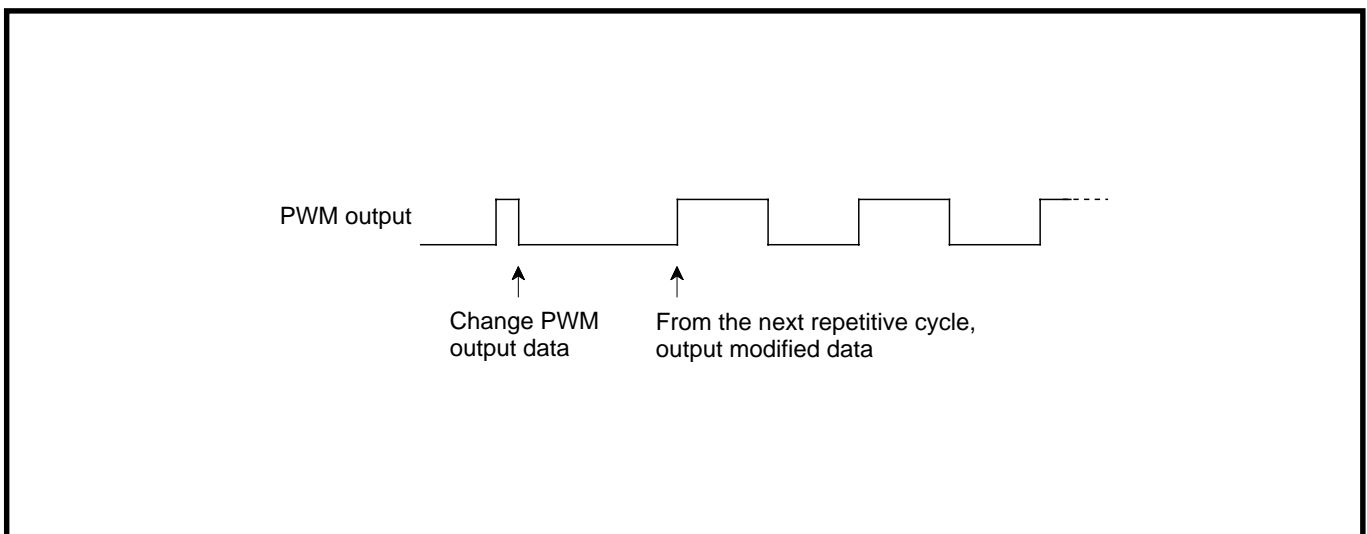 PWM output
Change PWM
output data
From the next repetitive cycle,
output modified data